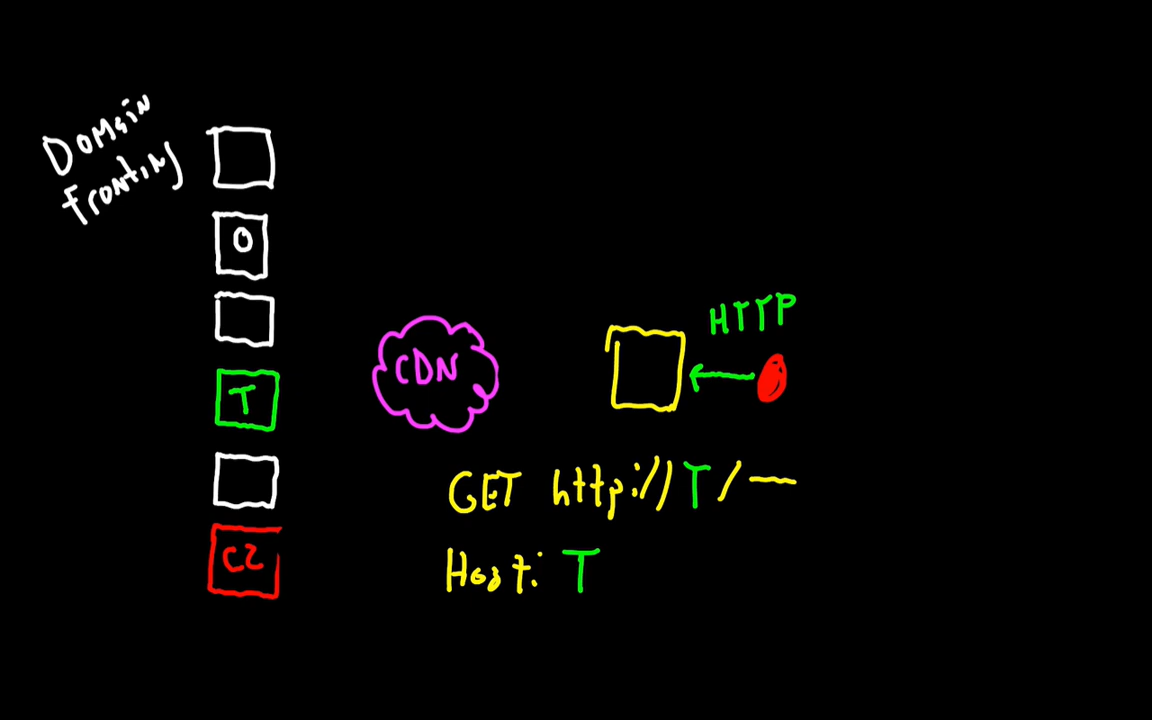 Domain
Fronting
O
HTTP
CDN
T
GET http://T/—
C2
Host: T